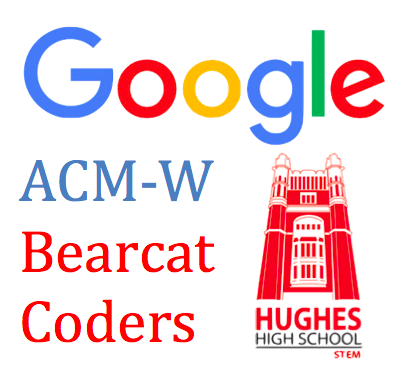 Google
ACM-W
Bearcat
Coders
HUGHES
HIGH SCHOOL
STEM